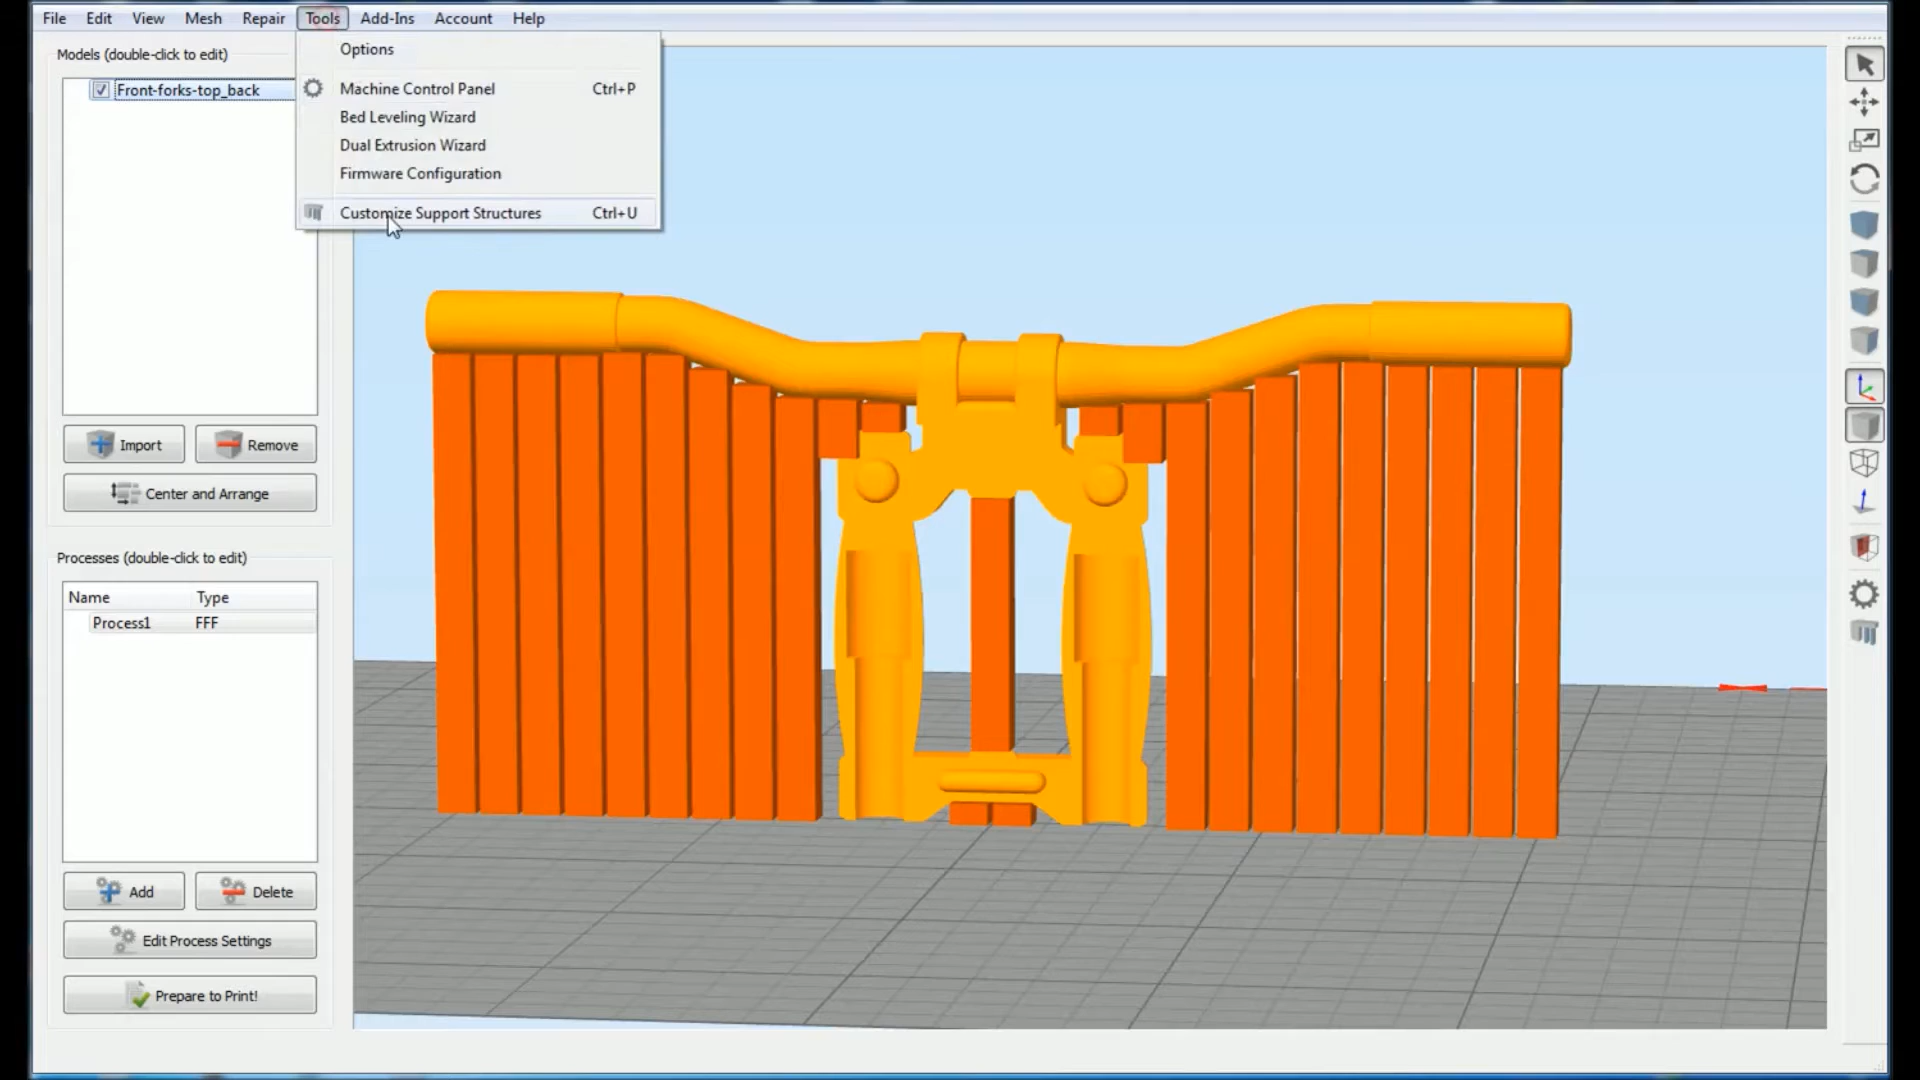 File Edit View Mesh Repair Tools Add-Ins Account Help
Models (double-click to edit)
Front-forks-top_back
Options
Machine Control Panel Ctrl+P
Bed Leveling Wizard
Dual Extrusion Wizard
Firmware Configuration
Customize Support Structures Ctrl+U
Import Remove
Center and Arrange
Processes (double-click to edit)
Name Type
Process1 FFF
Add Delete
Edit Process Settings
Prepare to Print!